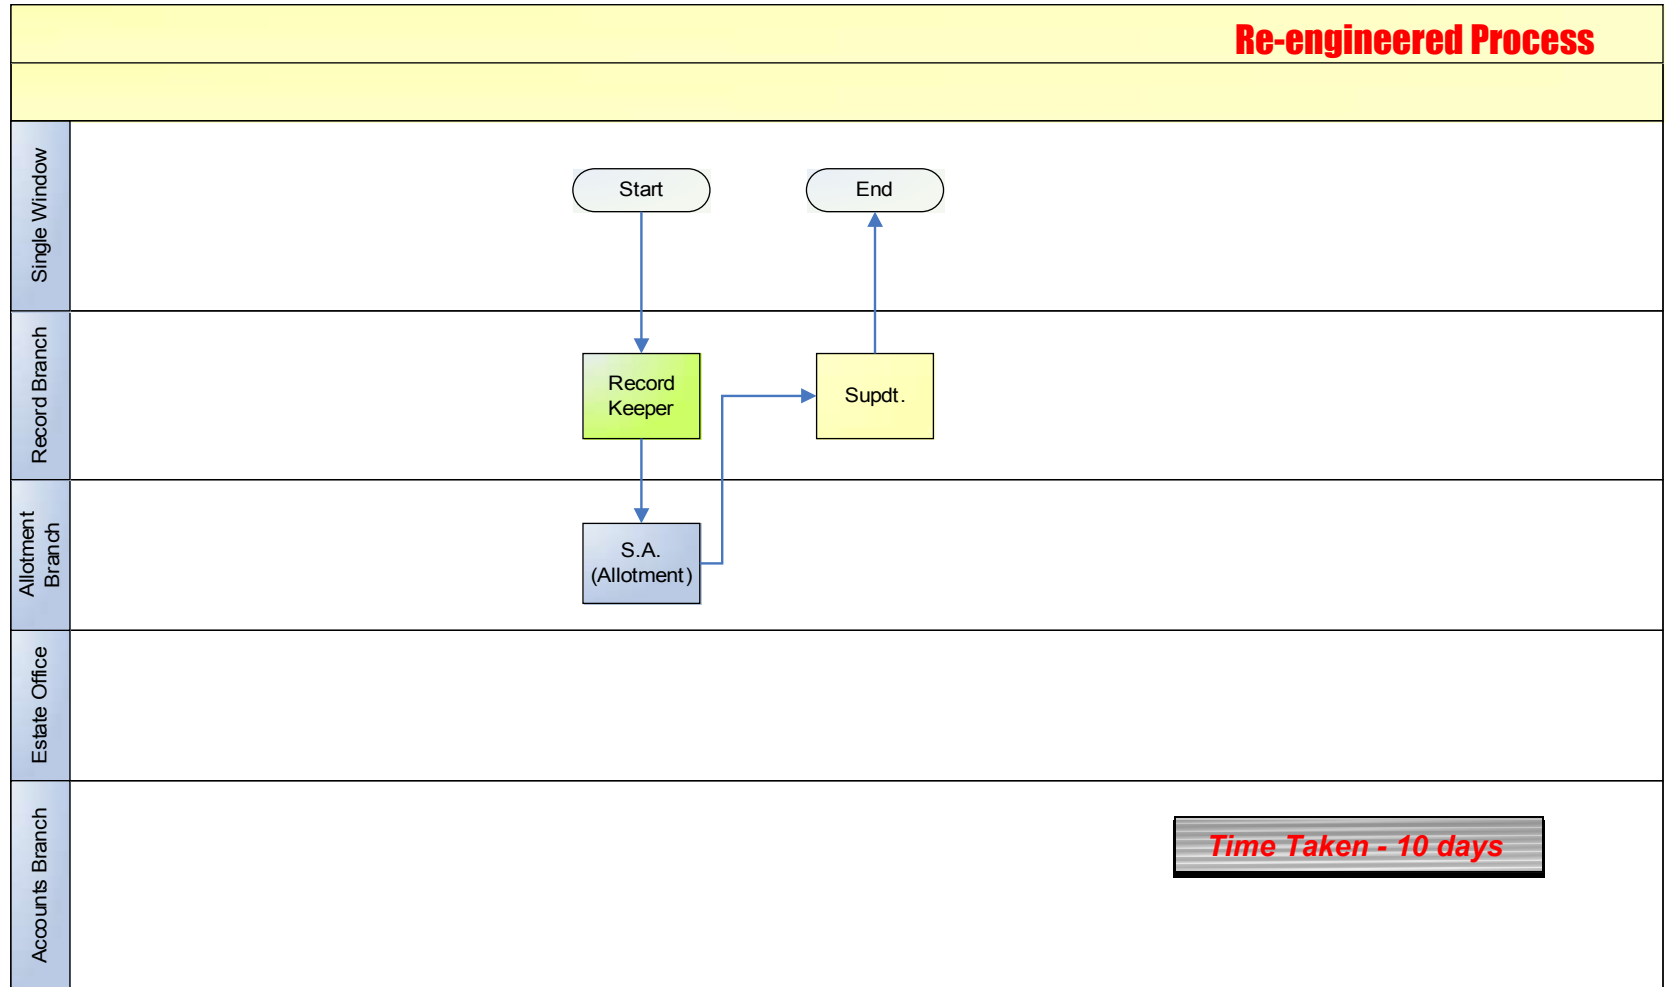 Re-engineered Process
Single Window
Start
End
Record Branch
Record
Keeper
Supdt.
Allotment
Branch
S.A.
(Allotment)
Estate Office
Accounts Branch
Time Taken - 10 days